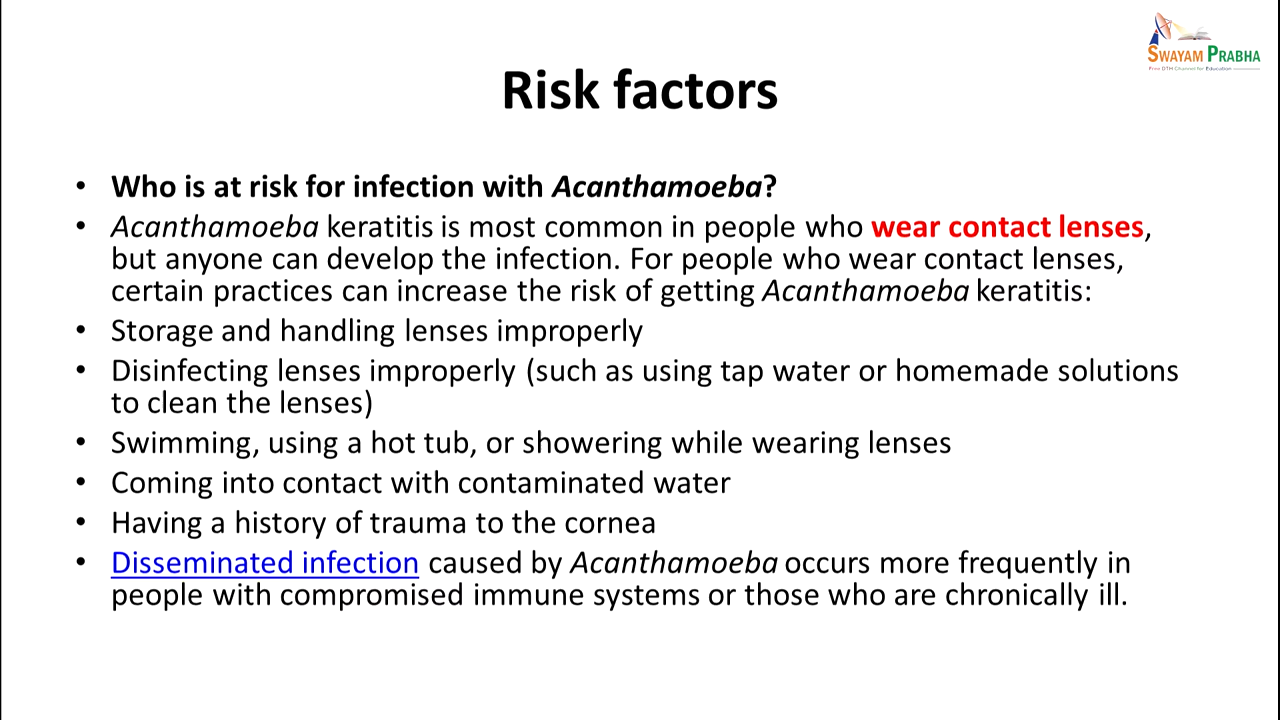 SWAYAM PRABHA
Free DTH Channel for Education
Risk factors
• Who is at risk for infection with Acanthamoeba?
• Acanthamoeba keratitis is most common in people who wear contact lenses,
but anyone can develop the infection. For people who wear contact lenses,
certain practices can increase the risk of getting Acanthamoeba keratitis:
• Storage and handling lenses improperly
• Disinfecting lenses improperly (such as using tap water or homemade solutions
to clean the lenses)
• Swimming, using a hot tub, or showering while wearing lenses
• Coming into contact with contaminated water
• Having a history of trauma to the cornea
• Disseminated infection caused by Acanthamoeba occurs more frequently in
people with compromised immune systems or those who are chronically ill.